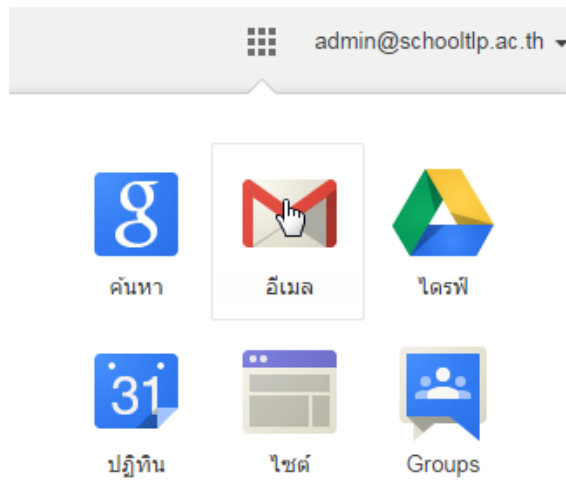 admin@schooltlp.ac.th
g
ค้นหา
อีเมล
ไดรฟ์
31
ปฏิทิน
ไซต์
Groups